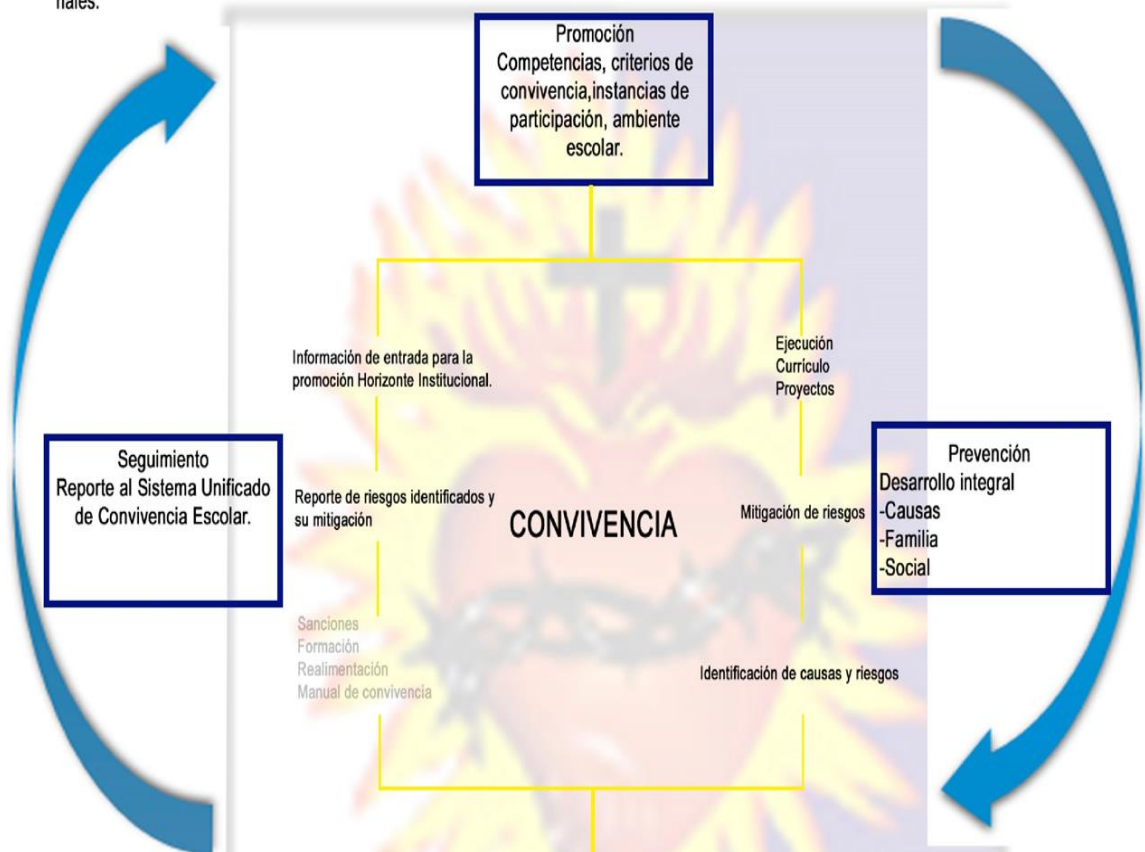 nales.
Promoción
Competencias, criterios de
convivencia,instancias de
participación, ambiente
escolar.
Información de entrada para la
promoción Horizonte Institucional.
Ejecución
Currículo
Proyectos
Seguimiento
Reporte al Sistema Unificado
de Convivencia Escolar.
Reporte de riesgos identificados y
su mitigación
CONVIVENCIA
Mitigación de riesgos
Prevención
Desarrollo integral
-Causas
-Familia
-Social
Sanciones
Formación
Realimentación
Manual de convivencia
Identificación de causas y riesgos